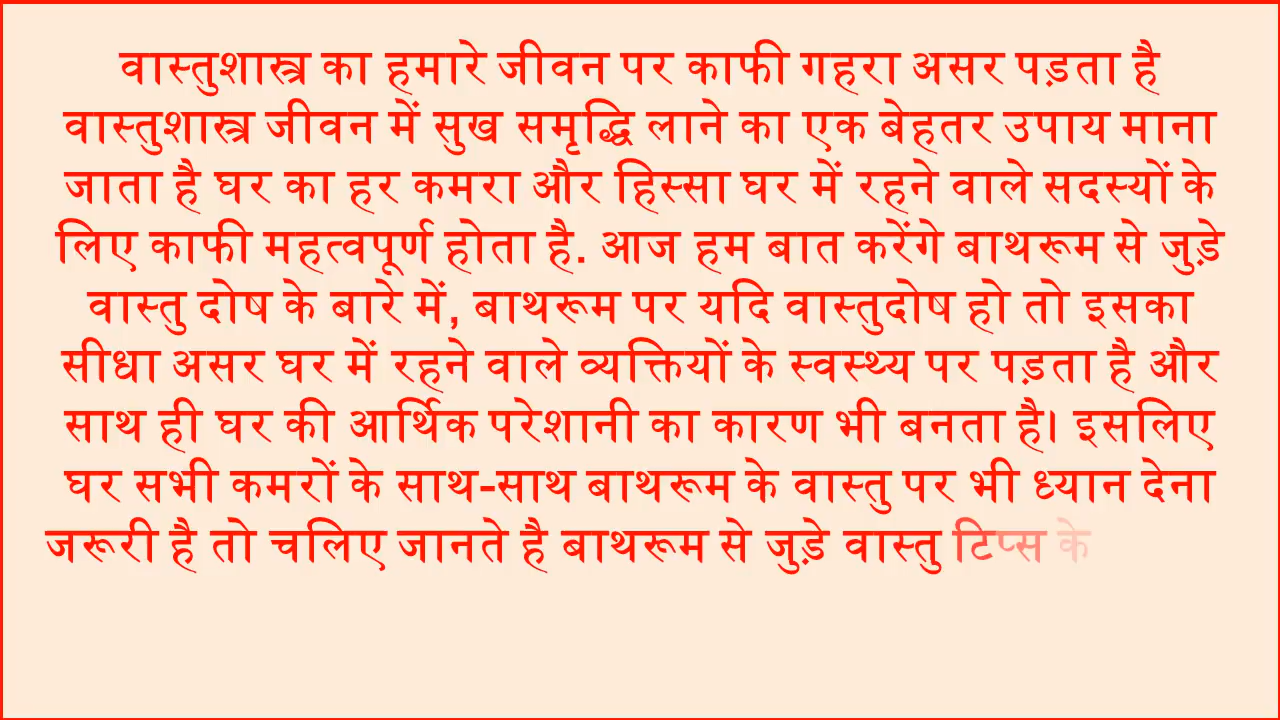 वास्तुशास्त्र का हमारे जीवन पर काफी गहरा असर पड़ता है
वास्तुशास्त्र जीवन में सुख समृद्धि लाने का एक बेहतर उपाय माना
जाता है घर का हर कमरा और हिस्सा घर में रहने वाले सदस्यों के
लिए काफी महत्वपूर्ण होता है. आज हम बात करेंगे बाथरूम से जुड़े
वास्तु दोष के बारे में, बाथरूम पर यदि वास्तुदोष हो तो इसका
सीधा असर घर में रहने वाले व्यक्तियों के स्वस्थ्य पर पड़ता है और
साथ ही घर की आर्थिक परेशानी का कारण भी बनता है। इसलिए
घर सभी कमरों के साथ-साथ बाथरूम के वास्तु पर भी ध्यान देना
जरूरी है तो चलिए जानते है बाथरूम से जुड़े वास्तु टिप्स के